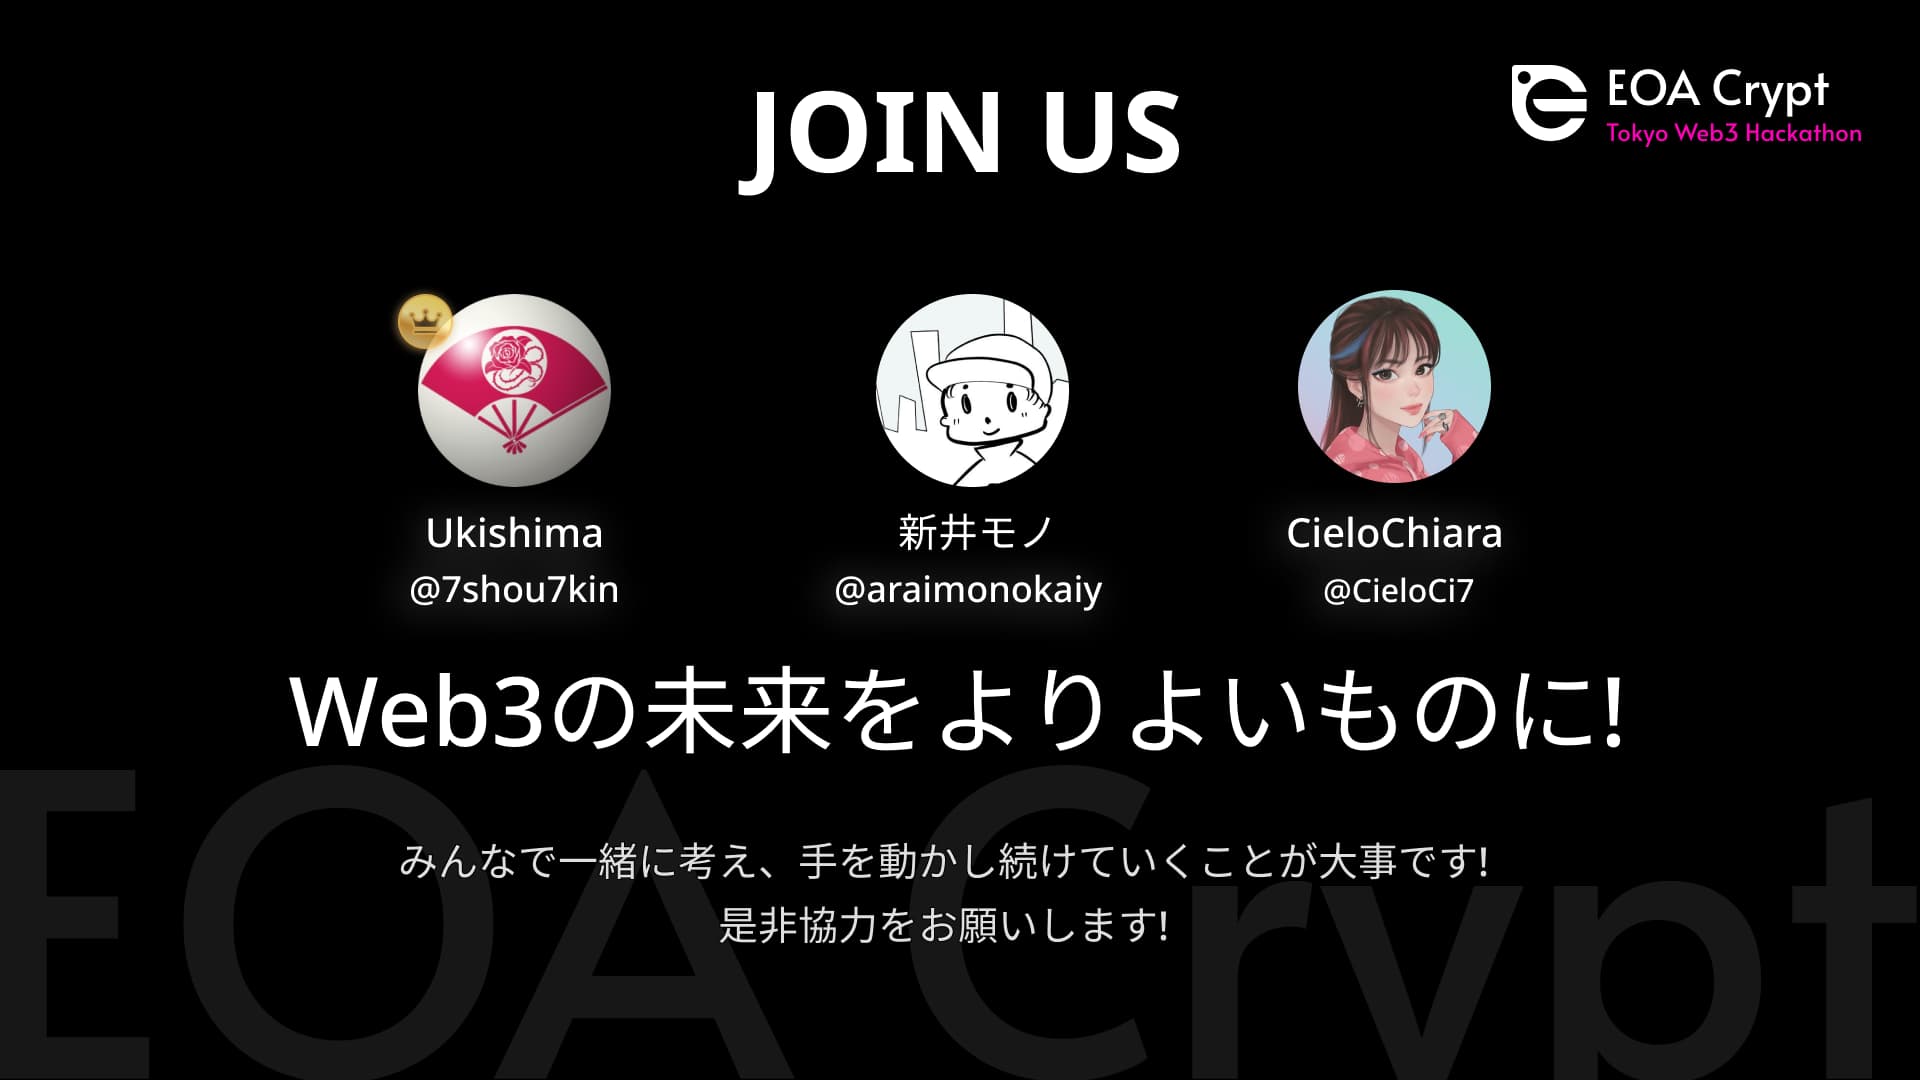 JOIN US
EOA Crypt
Tokyo Web3 Hackathon
Ukishima
@7shou7kin
新井モノ
@araimonokaiy
CieloChiara
@CieloCi7
Web3の未来をよりよいものに!
みんなで一緒に考え、手を動かし続けていくことが大事です!
是非協力をお願いします!
EOA Crypt